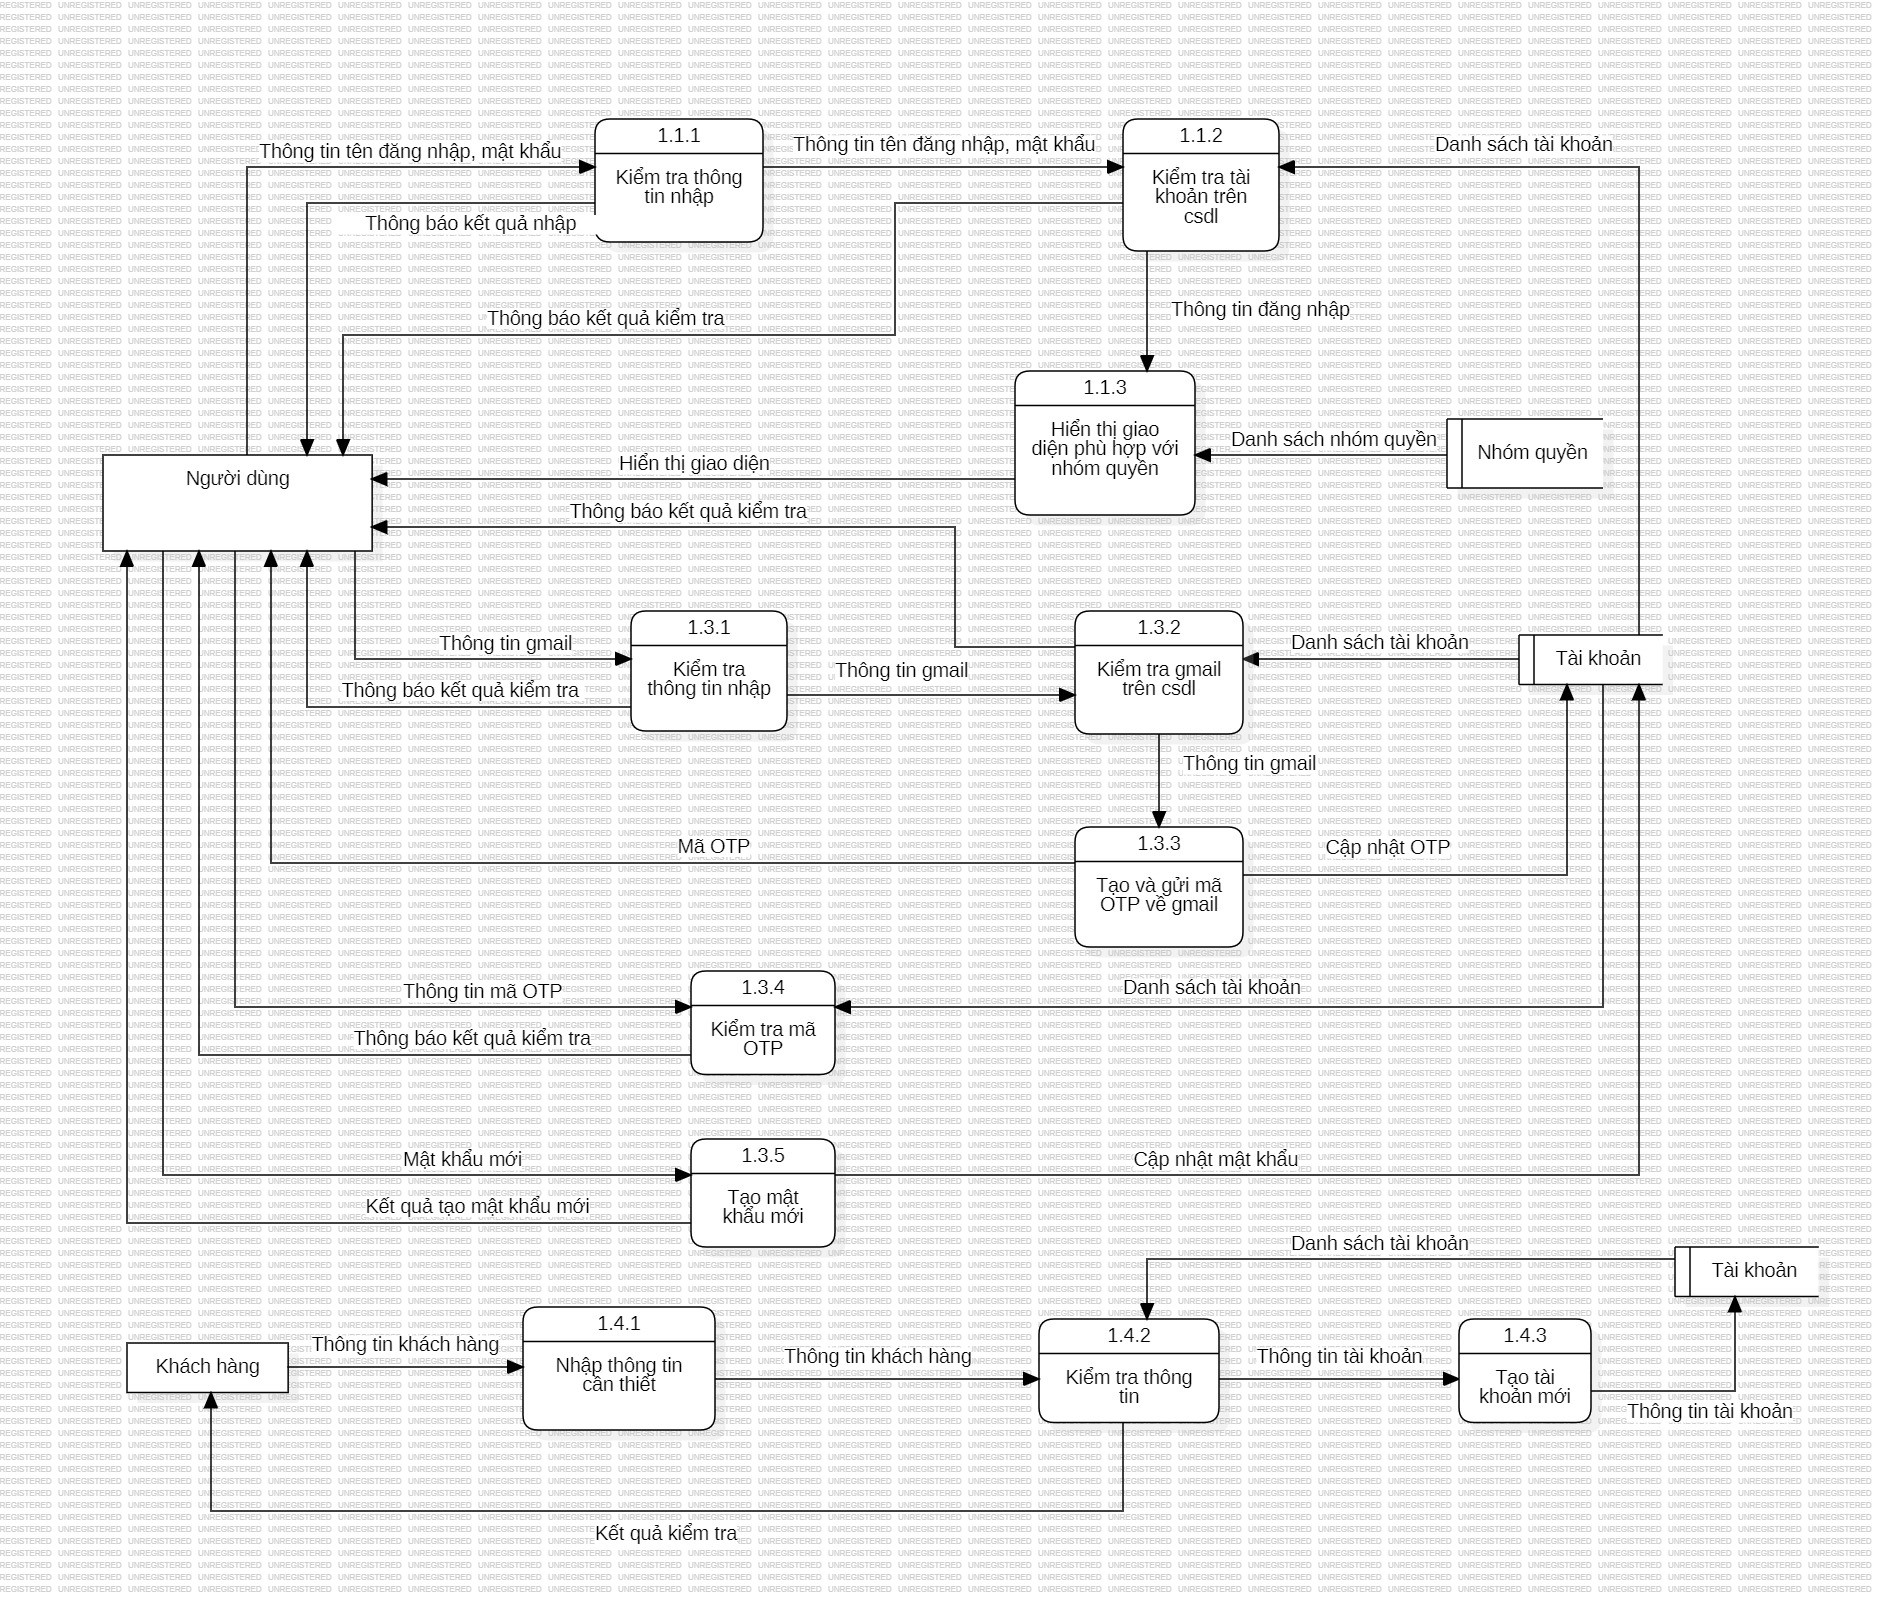 1.1.1
1.1.2
Thông tin tên đăng nhập, mật khẩu
Thông tin tên đăng nhập, mật khẩu
Danh sách tài khoản
Kiểm tra thông
tin nhập
Kiểm tra tài
khoản trên
csdl
Thông báo kết quả nhập
Thông tin đăng nhập
Thông báo kết quả kiểm tra
1.1.3
Hiển thị giao
diện phù hợp với
nhóm quyền
Danh sách nhóm quyền
Nhóm quyền
Hiển thị giao diện
Người dùng
Thông báo kết quả kiểm tra
1.3.1
1.3.2
Thông tin gmail
Danh sách tài khoản
Tài khoản
Kiểm tra
thông tin nhập
Thông tin gmail
Kiểm tra gmail
trên csdl
Thông báo kết quả kiểm tra
Thông tin gmail
Mã OTP
1.3.3
Cập nhật OTP
Tạo và gửi mã
OTP về gmail
Thông tin mã OTP
1.3.4
Danh sách tài khoản
Kiểm tra mã
OTP
Thông báo kết quả kiểm tra
Mật khẩu mới
1.3.5
Cập nhật mật khẩu
Tạo mật
khẩu mới
Kết quả tạo mật khẩu mới
Danh sách tài khoản
Tài khoản
1.4.1
1.4.2
1.4.3
Khách hàng
Thông tin khách hàng
Nhập thông tin
cần thiết
Thông tin khách hàng
Kiểm tra thông
tin
Thông tin tài khoản
Tạo tài
khoản mới
Thông tin tài khoản
Kết quả kiểm tra
UNREGISTERED